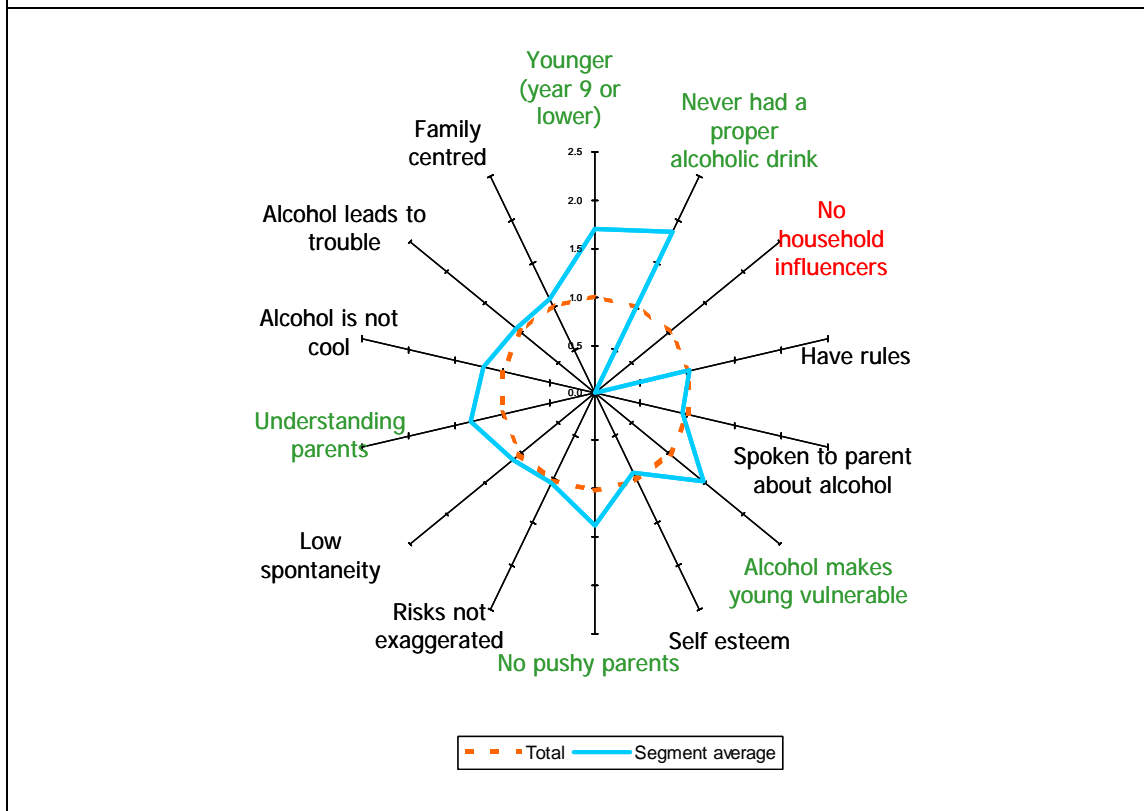 Younger
(year 9 or
lower)
Never had a
proper
alcoholic drink
No
household
influencers
Have rules
Spoken to parent
about alcohol
Alcohol makes
young vulnerable
Self esteem
No pushy parents
Risks not
exaggerated
Low
spontaneity
Understanding
parents
Alcohol is not
cool
Alcohol leads to
trouble
Family
centred
2.5
2.0
1.5
1.0
0.5
0.0
Total
Segment average